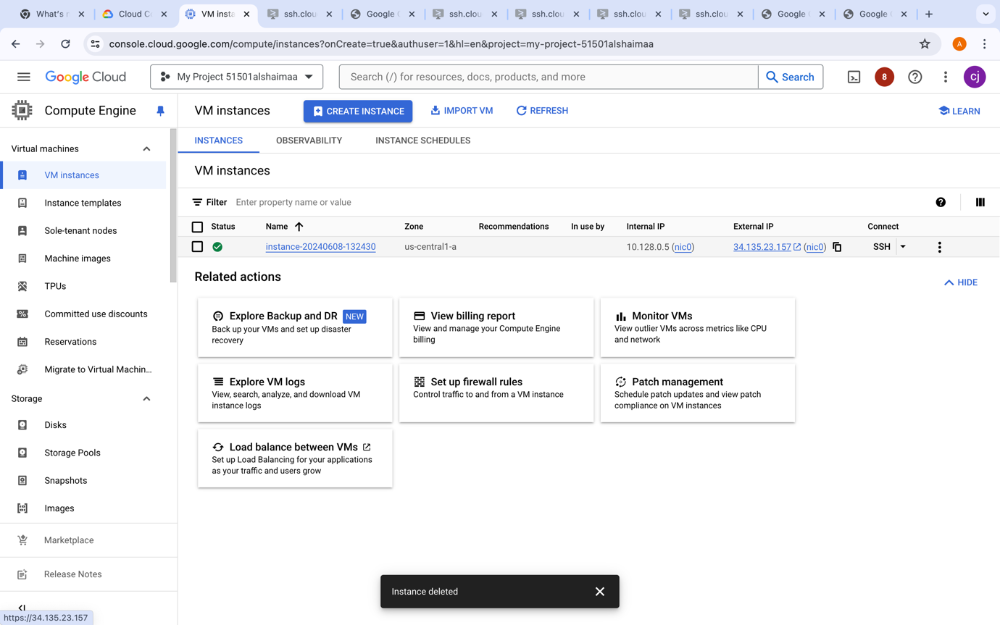 What's n
Cloud C
VM insta
ssh.clou
Google C
ssh.clou
ssh.clou
ssh.clou
ssh.clou
Google C
Google C
console.cloud.google.com/compute/instances?onCreate=true&authuser=1&hl=en&project=my-project-51501alshaimaa
A
Google Cloud
My Project 51501alshaimaa
Search (/) for resources, docs, products, and more
Search
8
cj
Compute Engine
VM instances
CREATE INSTANCE
IMPORT VM
REFRESH
LEARN
INSTANCES
OBSERVABILITY
INSTANCE SCHEDULES
Virtual machines
VM instances
Instance templates
Sole-tenant nodes
Machine images
TPUs
Committed use discounts
Reservations
Migrate to Virtual Machin...
Storage
Disks
Storage Pools
Snapshots
Images
Marketplace
Release Notes
https://34.135.23.157
VM instances
Filter Enter property name or value
Status Name Zone Recommendations In use by Internal IP External IP Connect
instance-20240608-132430 us-central1-a 10.128.0.5 (nic0) 34.135.23.157 (nic0) SSH
Related actions
HIDE
Explore Backup and DR NEW
Back up your VMs and set up disaster
recovery
View billing report
View and manage your Compute Engine
billing
Monitor VMs
View outlier VMs across metrics like CPU
and network
Explore VM logs
View, search, analyze, and download VM
instance logs
Set up firewall rules
Control traffic to and from a VM instance
Patch management
Schedule patch updates and view patch
compliance on VM instances
Load balance between VMs
Set up Load Balancing for your applications
as your traffic and users grow
Instance deleted